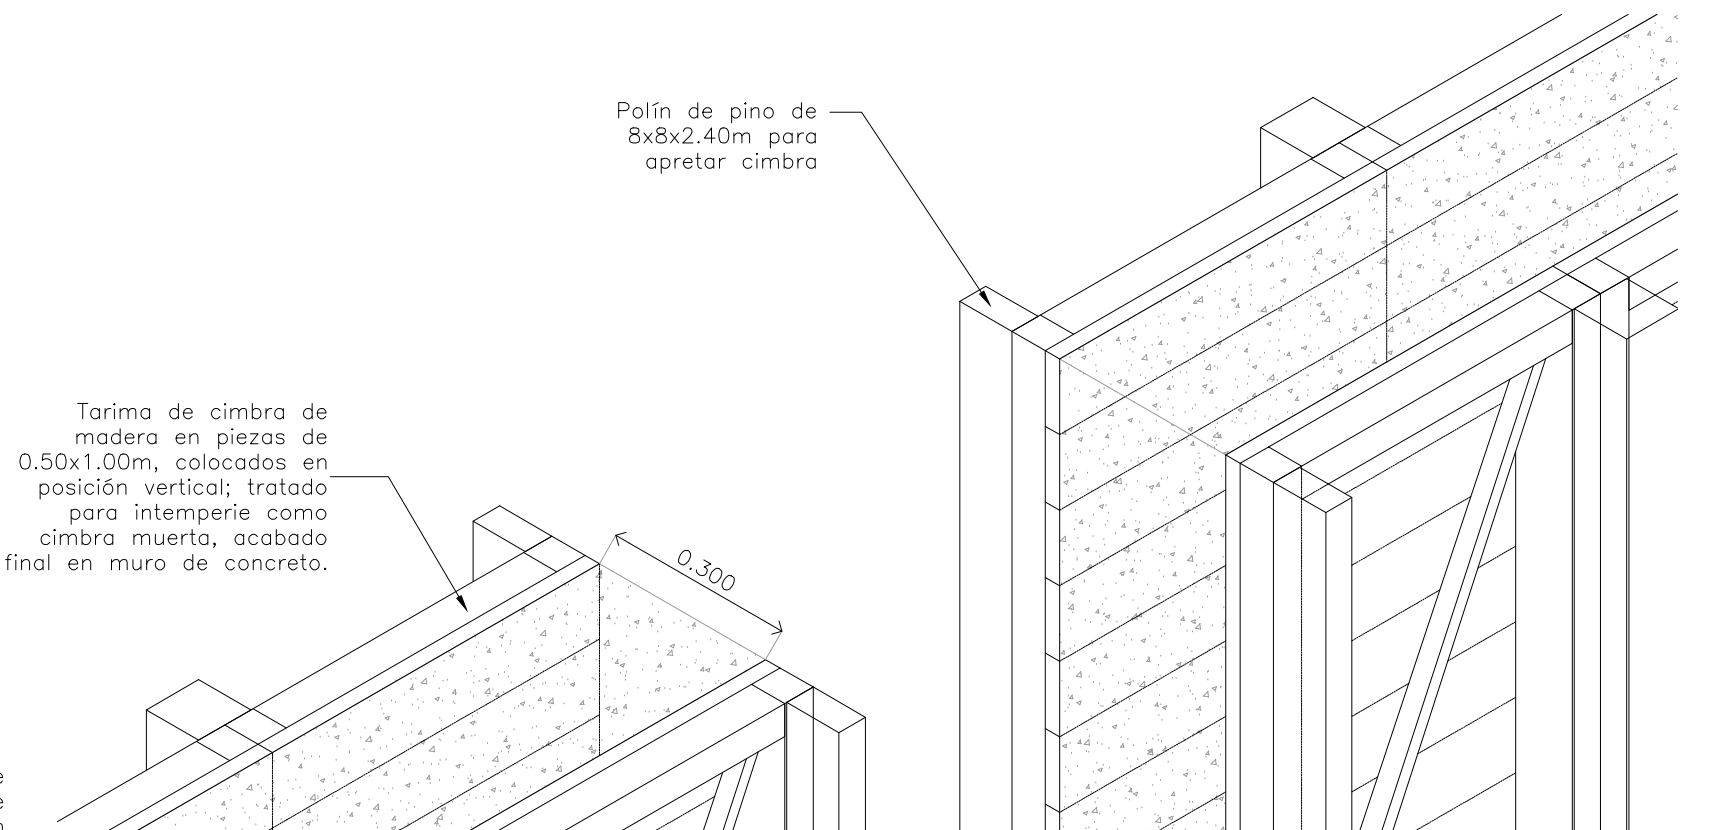 Polín de pino de
8x8x2.40m para
apretar cimbra
Tarima de cimbra de
madera en piezas de
0.50x1.00m, colocados en
posición vertical; tratado
para intemperie como
cimbra muerta, acabado
final en muro de concreto.
0.300